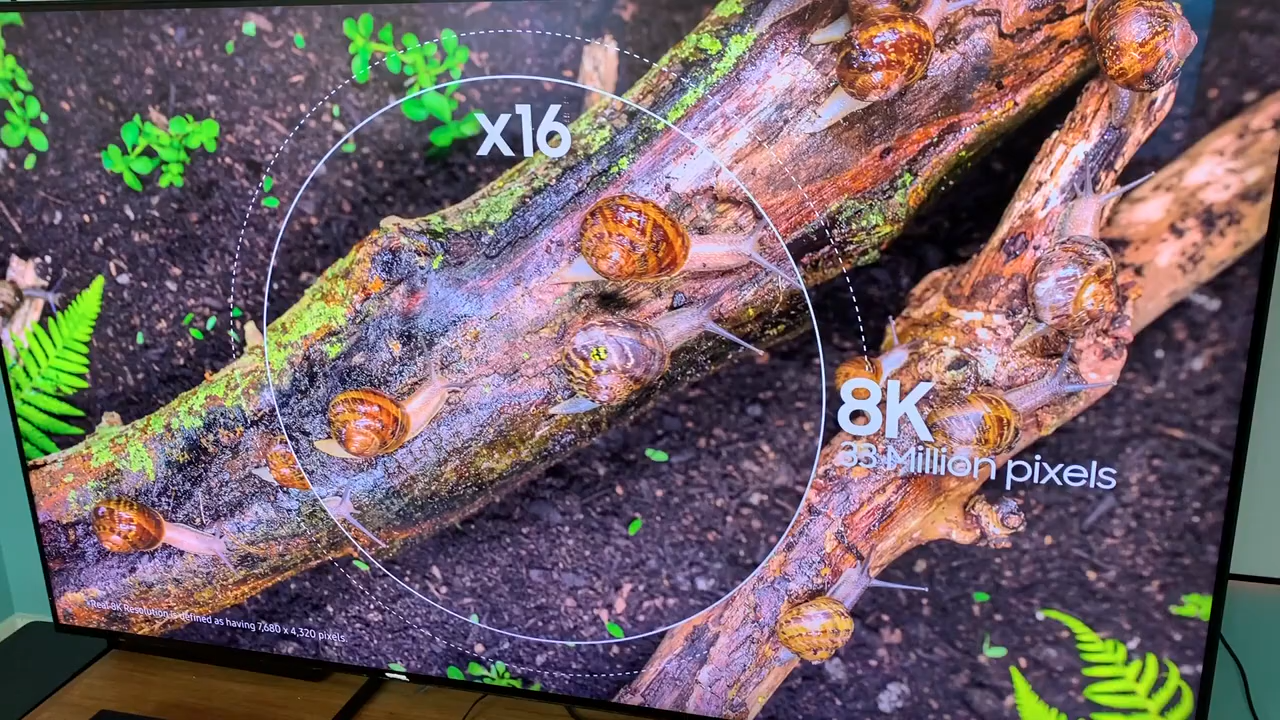 x16
8K
33 Million pixels
*Real 8K Resolution is defined as having 7,680 x 4,320 pixels.